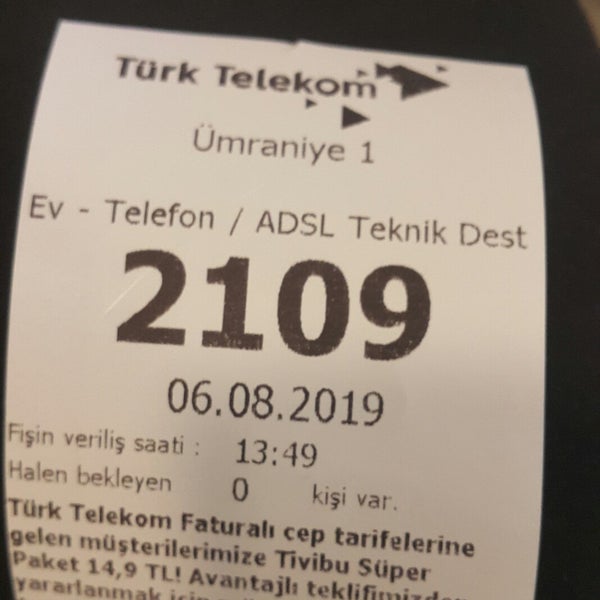 Türk Telekom
Ümraniye 1
Ev - Telefon / ADSL Teknik Dest
2109
06.08.2019
Fişin veriliş saati : 13:49
Halen bekleyen 0 kişi var.
Türk Telekom Faturalı cep tarifelerine
gelen müşterilerimize Tivibu Süper
Paket 14,9 TL! Avantajlı teklifimizden
yararlanmak için